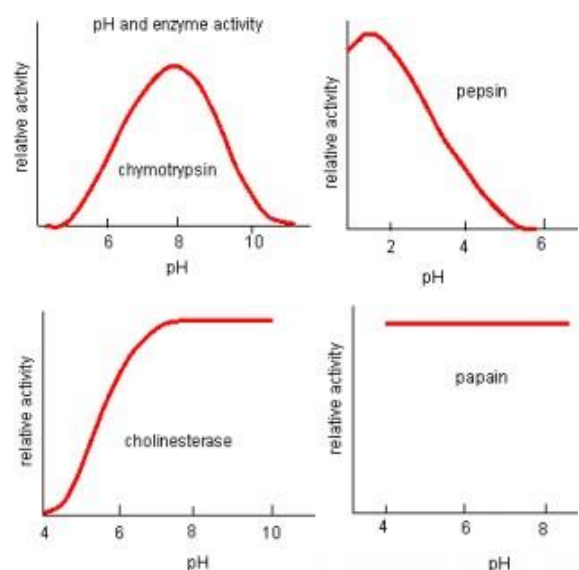 pH and enzyme activity
relative activity
chymotrypsin
6 8 10
pH
relative activity
pepsin
2 4 6
pH
relative activity
cholinesterase
4 6 8 10
pH
relative activity
papain
4 6 8
pH